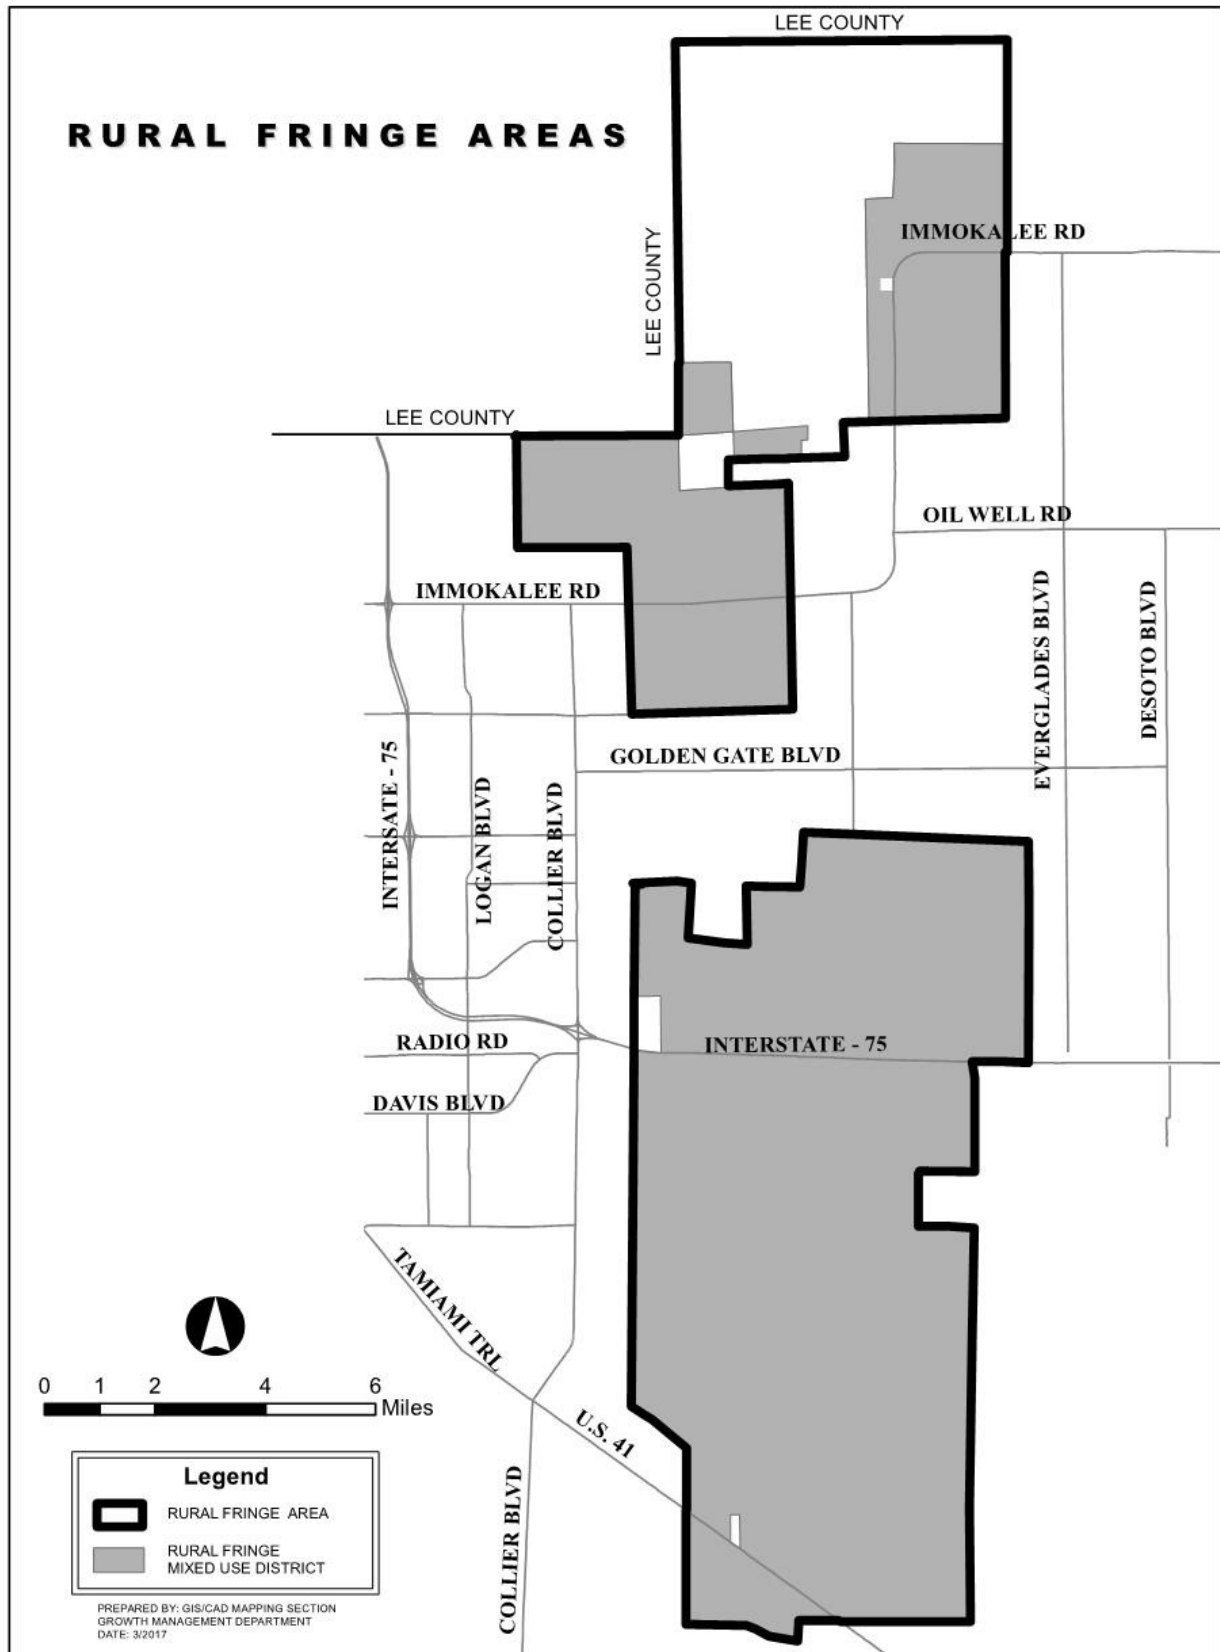 LEE COUNTY
RURAL FRINGE AREAS
IMMOKALEE RD
LEE COUNTY
LEE COUNTY
OIL WELL RD
IMMOKALEE RD
EVERGLADES BLVD
DESOTO BLVD
GOLDEN GATE BLVD
INTERSATE - 75
LOGAN BLVD
COLLIER BLVD
RADIO RD
INTERSTATE - 75
DAVIS BLVD
TAMIAMI TRL
U.S. 41
COLLIER BLVD
0 1 2 4 6
Miles
Legend
RURAL FRINGE AREA
RURAL FRINGE
MIXED USE DISTRICT
PREPARED BY: GIS/CAD MAPPING SECTION
GROWTH MANAGEMENT DEPARTMENT
DATE: 3/2017